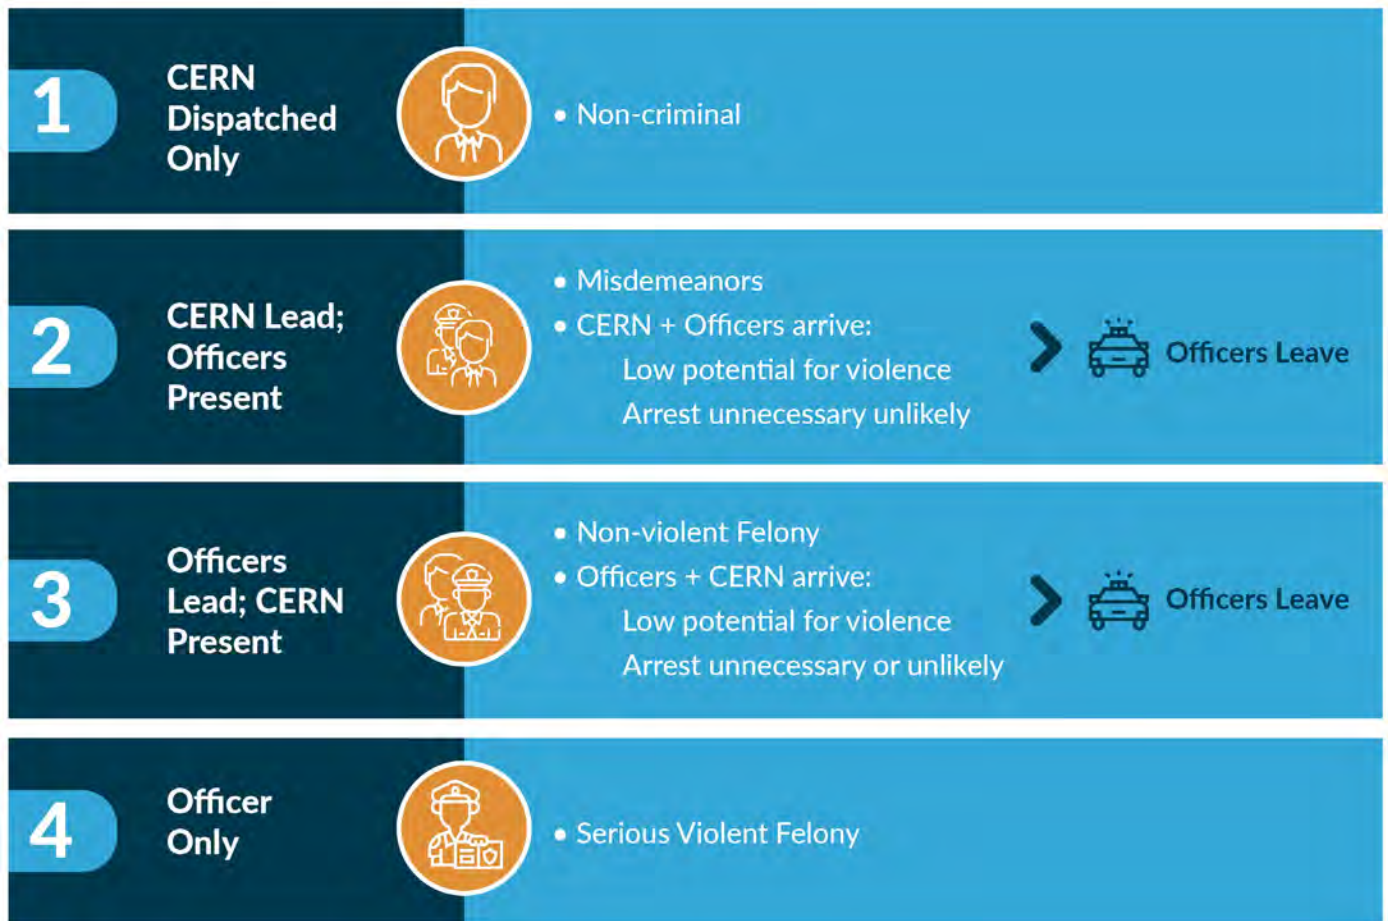 1
CERN
Dispatched
Only
• Non-criminal
2
CERN Lead;
Officers
Present
• Misdemeanors
• CERN + Officers arrive:
Low potential for violence
Arrest unnecessary unlikely
Officers Leave
3
Officers
Lead; CERN
Present
• Non-violent Felony
• Officers + CERN arrive:
Low potential for violence
Arrest unnecessary or unlikely
Officers Leave
4
Officer
Only
• Serious Violent Felony